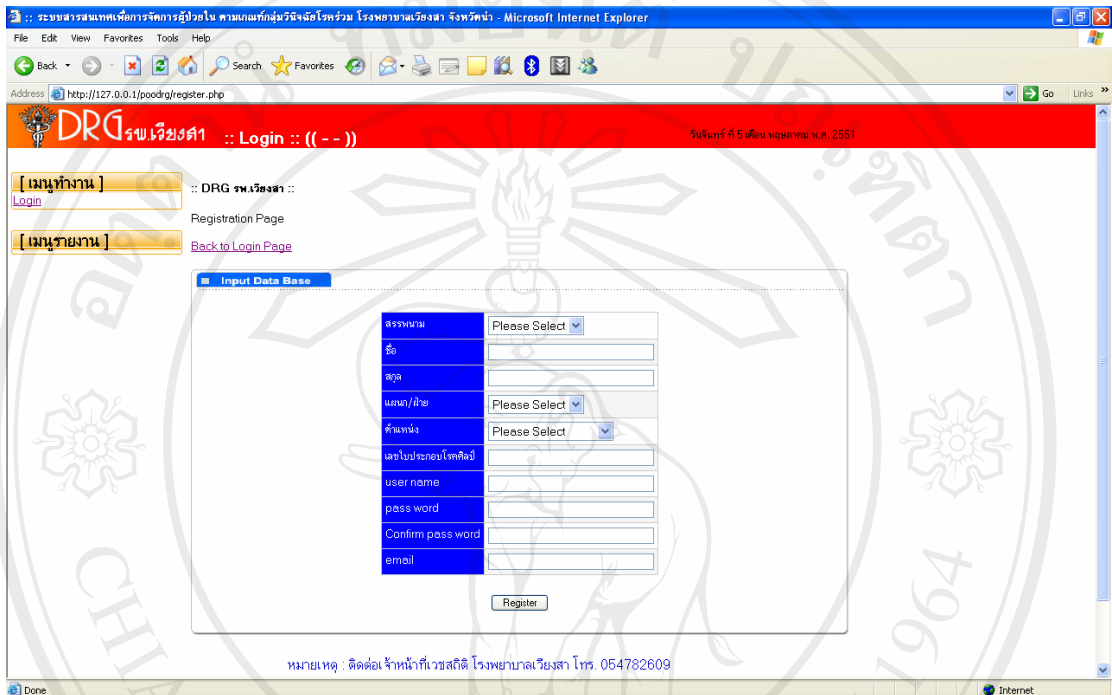 :: ระบบสารสนเทศเพื่อการจัดการผู้ป่วยใน ตามเกณฑ์กลุ่มวินิจฉัยโรคร่วม โรงพยาบาลเวียงสา จังหวัดน่า - Microsoft Internet Explorer
File Edit View Favorites Tools Help
Back Search Favorites
Address http://127.0.0.1/poodrg/register.php Go Links »
DRG รพ.เวียงสา :: Login :: (( - - )) วันจันทร์ ที่ 5 เดือน พฤษภาคม พ.ศ. 2551
[ เมนูทำงาน ]
Login
[ เมนูรายงาน ]
:: DRG รพ.เวียงสา ::
Registration Page
Back to Login Page
Input Data Base
สรรพนาม Please Select
ชื่อ
สกุล
แผนก/ฝ่าย Please Select
ตำแหน่ง Please Select
เลขใบประกอบโรคศิลป์
user name
pass word
Confirm pass word
email
Register
หมายเหตุ : ติดต่อเจ้าหน้าที่เวชสถิติ โรงพยาบาลเวียงสา โทร. 054782609
Done Internet
ลิขสิทธิ์
1964